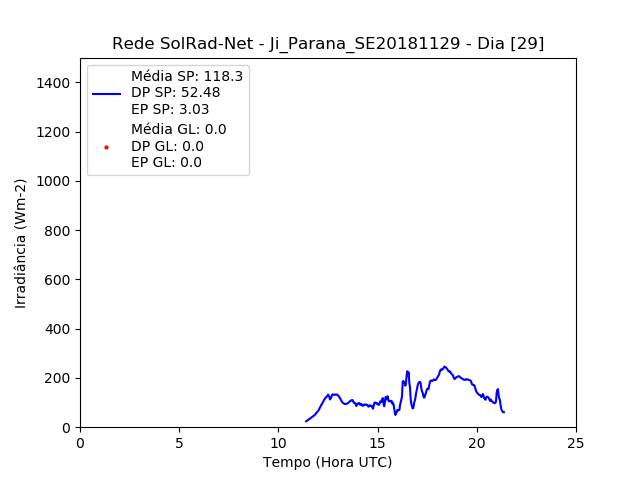 Rede SolRad-Net - Ji_Parana_SE20181129 - Dia [29]
Média SP: 118.3
DP SP: 52.48
EP SP: 3.03
Média GL: 0.0
DP GL: 0.0
EP GL: 0.0
1400
1200
1000
800
600
400
200
0
Irradiância (Wm-2)
0 5 10 15 20 25
Tempo (Hora UTC)